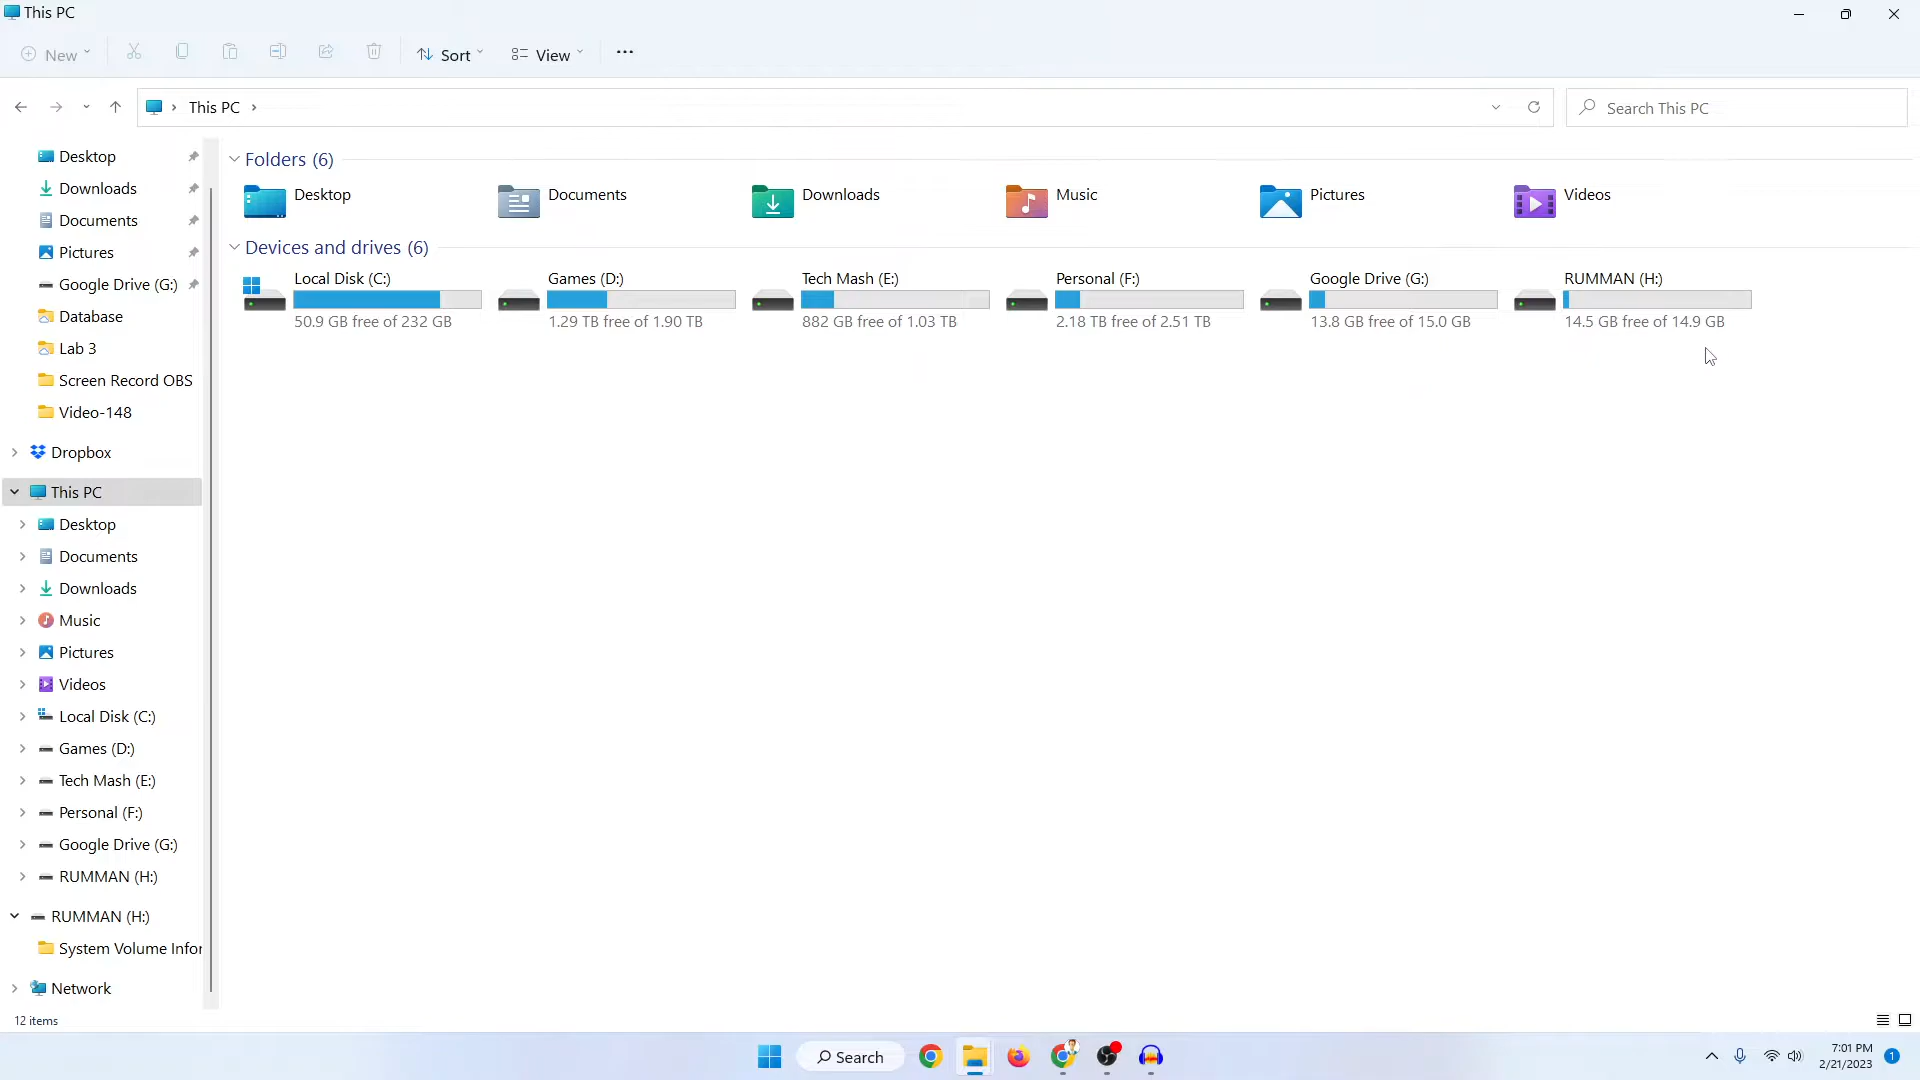 This PC
New
Sort
View
This PC
Search This PC
Desktop
Downloads
Documents
Pictures
Google Drive (G:)
Database
Lab 3
Screen Record OBS
Video-148
Dropbox
This PC
Desktop
Documents
Downloads
Music
Pictures
Videos
Local Disk (C:)
Games (D:)
Tech Mash (E:)
Personal (F:)
Google Drive (G:)
RUMMAN (H:)
RUMMAN (H:)
System Volume Infor
Network
Folders (6)
Desktop
Documents
Downloads
Music
Pictures
Videos
Devices and drives (6)
Local Disk (C:)
50.9 GB free of 232 GB
Games (D:)
1.29 TB free of 1.90 TB
Tech Mash (E:)
882 GB free of 1.03 TB
Personal (F:)
2.18 TB free of 2.51 TB
Google Drive (G:)
13.8 GB free of 15.0 GB
RUMMAN (H:)
14.5 GB free of 14.9 GB
12 items
Search
7:01 PM
2/21/2023
1